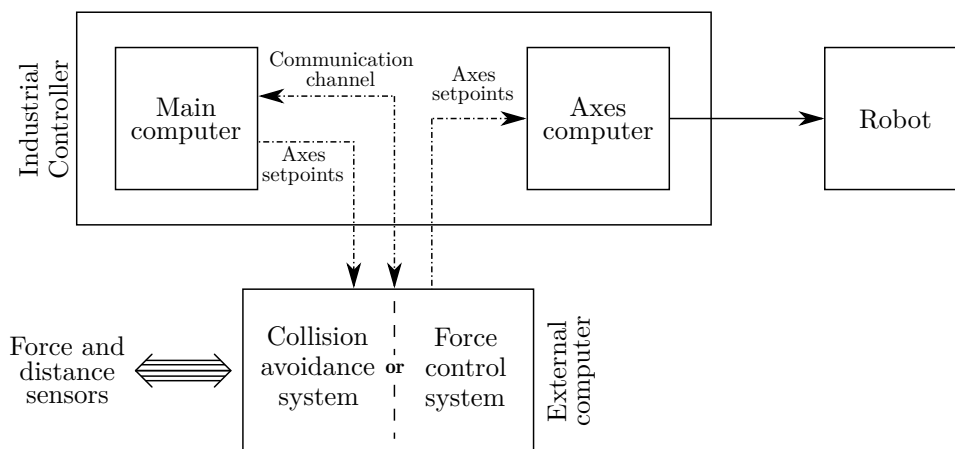 Industrial
Controller
Main
computer
Communication
channel
Axes
setpoints
Axes
setpoints
Axes
computer
Robot
Force and
distance
sensors
Collision
avoidance
system
or
Force
control
system
External
computer